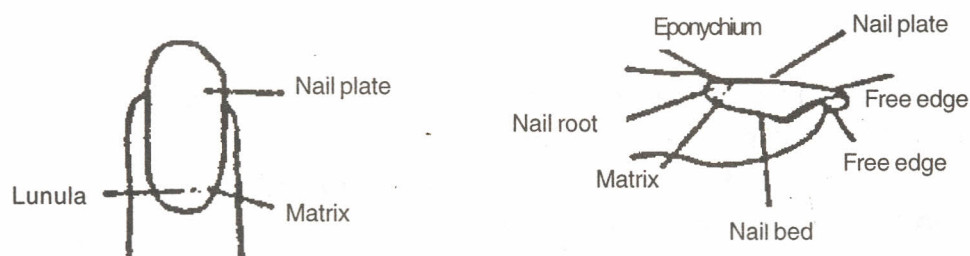 Nail plate
Lunula
Matrix
Eponychium
Nail plate
Nail root
Free edge
Matrix
Free edge
Nail bed